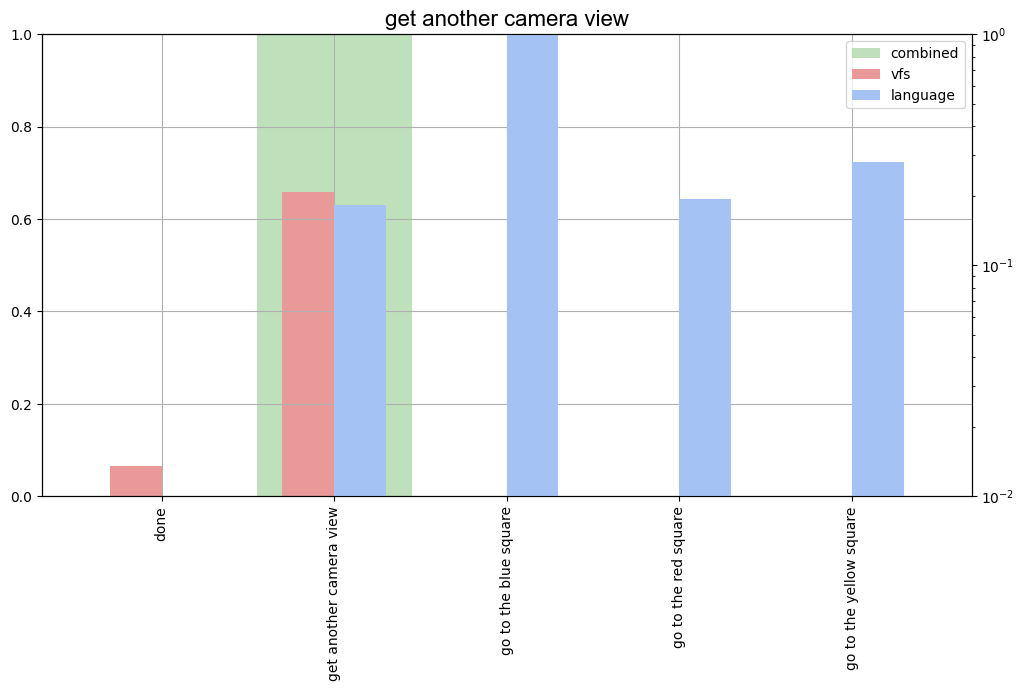 get another camera view
1.0
0.8
0.6
0.4
0.2
0.0
10⁰
10⁻¹
10⁻²
combined
vfs
language
done
get another camera view
go to the blue square
go to the red square
go to the yellow square